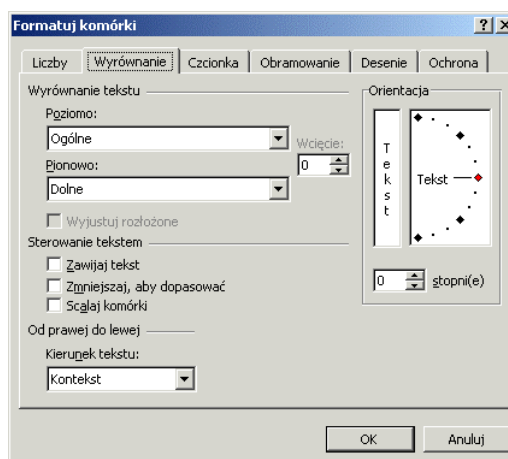 Formatuj komórki
Liczby Wyrównanie Czcionka Obramowanie Desenie Ochrona
Wyrównanie tekstu
Poziomo:
Ogólne
Wcięcie:
0
Pionowo:
Dolne
Wyjustuj rozłożone
Sterowanie tekstem
Zawijaj tekst
Zmniejszaj, aby dopasować
Scalaj komórki
Od prawej do lewej
Kierunek tekstu:
Kontekst
Orientacja
Tekst
Tekst
0 stopni(e)
OK Anuluj